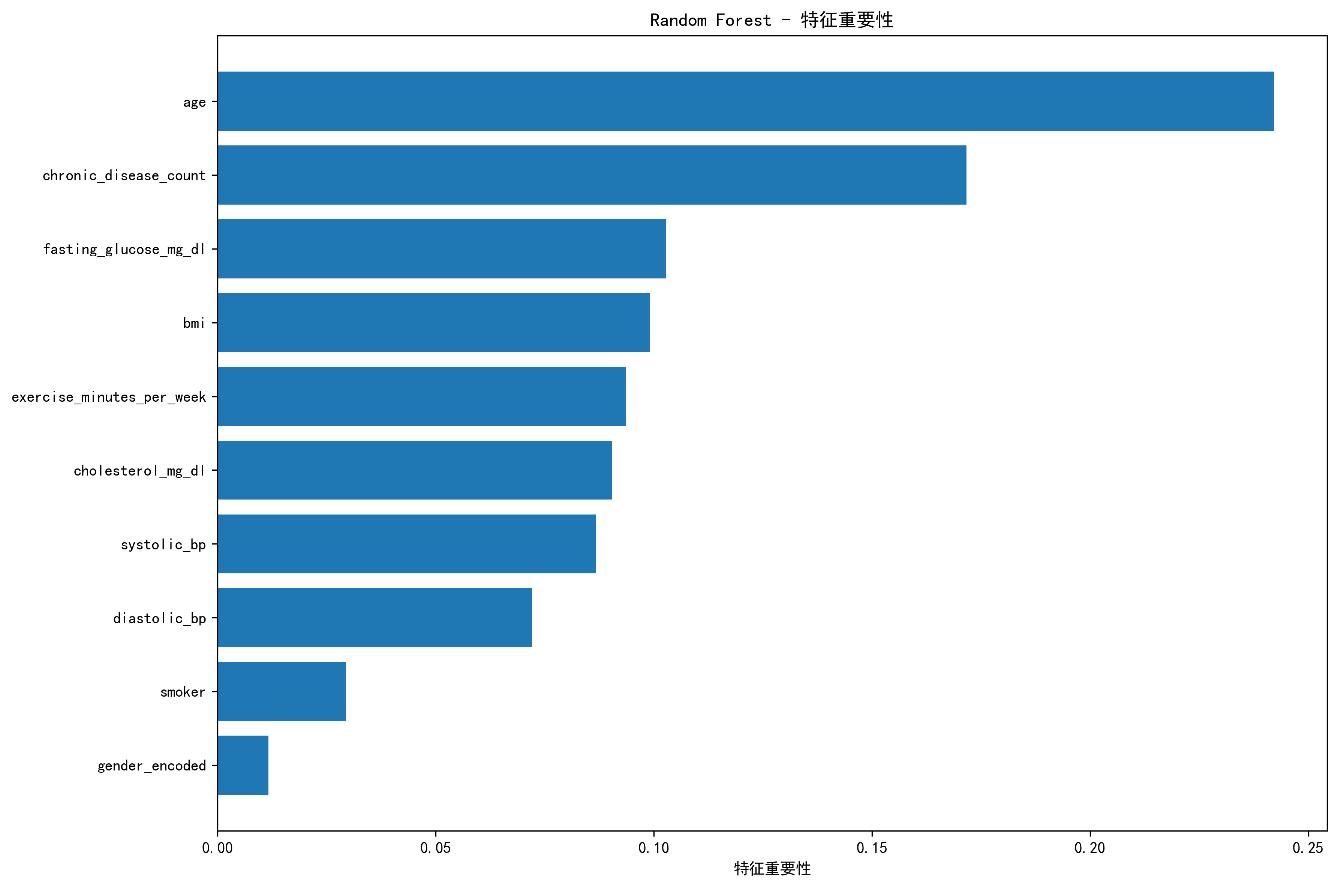 Random Forest - 特征重要性
age
chronic_disease_count
fasting_glucose_mg_dl
bmi
exercise_minutes_per_week
cholesterol_mg_dl
systolic_bp
diastolic_bp
smoker
gender_encoded
0.00 0.05 0.10 0.15 0.20 0.25
特征重要性